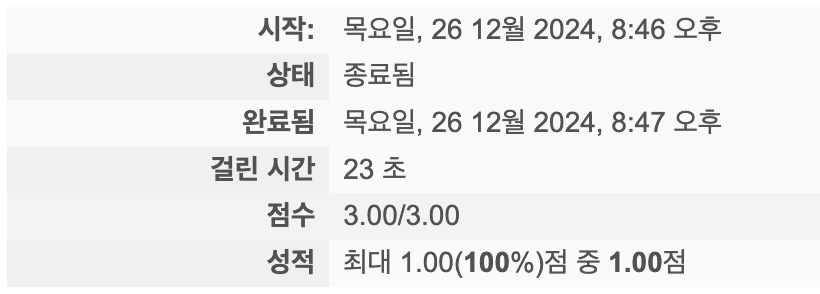 시작: 목요일, 26 12월 2024, 8:46 오후
상태 종료됨
완료됨 목요일, 26 12월 2024, 8:47 오후
걸린 시간 23 초
점수 3.00/3.00
성적 최대 1.00(100%)점 중 1.00점